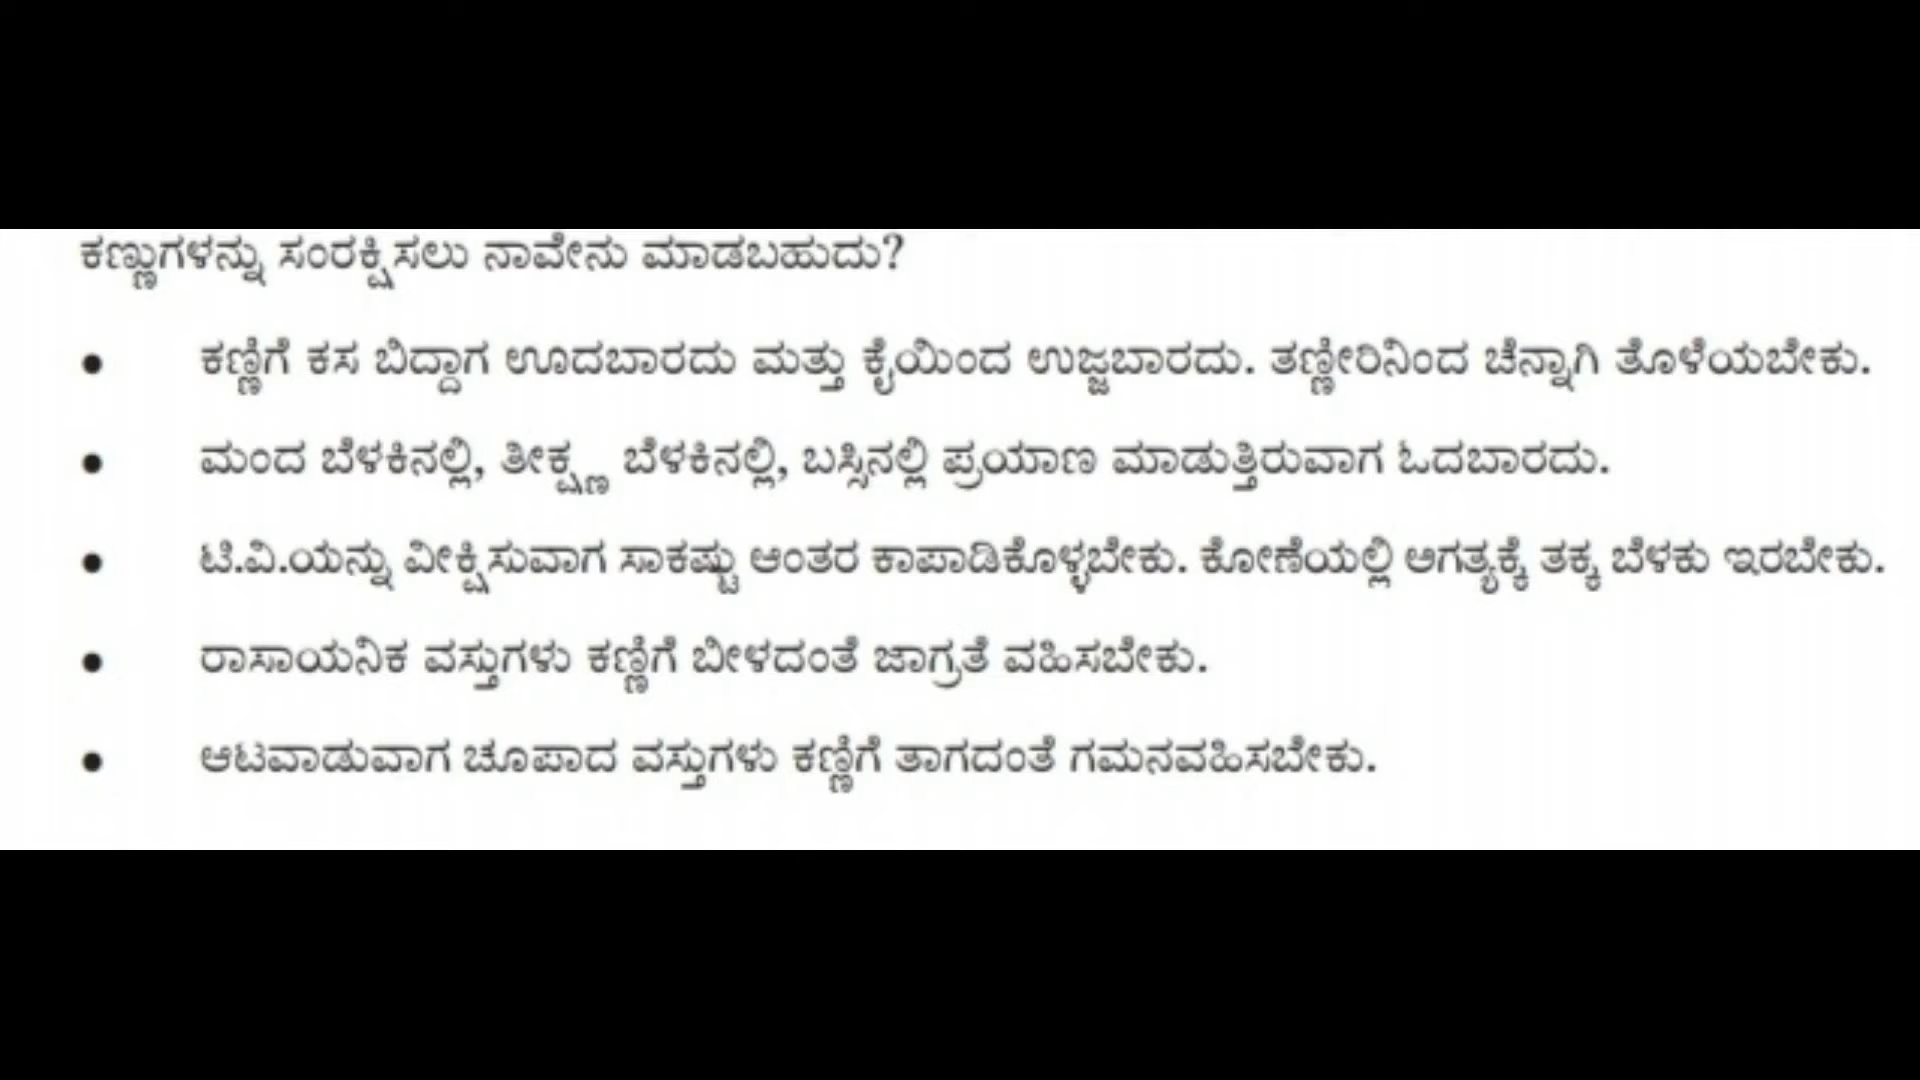 ಕಣ್ಣುಗಳನ್ನು ಸಂರಕ್ಷಿಸಲು ನಾವೇನು ಮಾಡಬಹುದು?
• ಕಣ್ಣಿಗೆ ಕಸ ಬಿದ್ದಾಗ ಊದಬಾರದು ಮತ್ತು ಕೈಯಿಂದ ಉಜ್ಜಬಾರದು. ತಣ್ಣೀರಿನಿಂದ ಚೆನ್ನಾಗಿ ತೊಳೆಯಬೇಕು.
• ಮಂದ ಬೆಳಕಿನಲ್ಲಿ, ತೀಕ್ಷ್ಣ ಬೆಳಕಿನಲ್ಲಿ, ಬಸ್ಸಿನಲ್ಲಿ ಪ್ರಯಾಣ ಮಾಡುತ್ತಿರುವಾಗ ಓದಬಾರದು.
• ಟಿ.ವಿ.ಯನ್ನು ವೀಕ್ಷಿಸುವಾಗ ಸಾಕಷ್ಟು ಅಂತರ ಕಾಪಾಡಿಕೊಳ್ಳಬೇಕು. ಕೋಣೆಯಲ್ಲಿ ಅಗತ್ಯಕ್ಕೆ ತಕ್ಕ ಬೆಳಕು ಇರಬೇಕು.
• ರಾಸಾಯನಿಕ ವಸ್ತುಗಳು ಕಣ್ಣಿಗೆ ಬೀಳದಂತೆ ಜಾಗ್ರತೆ ವಹಿಸಬೇಕು.
• ಆಟವಾಡುವಾಗ ಚೂಪಾದ ವಸ್ತುಗಳು ಕಣ್ಣಿಗೆ ತಾಗದಂತೆ ಗಮನವಹಿಸಬೇಕು.